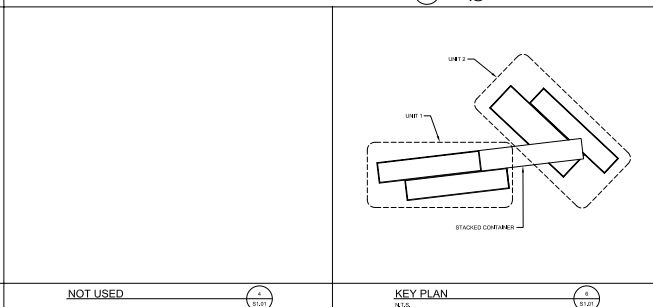 UNIT 2
UNIT 1
STACKED CONTAINER
NOT USED
4
S1.01
KEY PLAN
N.T.S.
6
S1.01